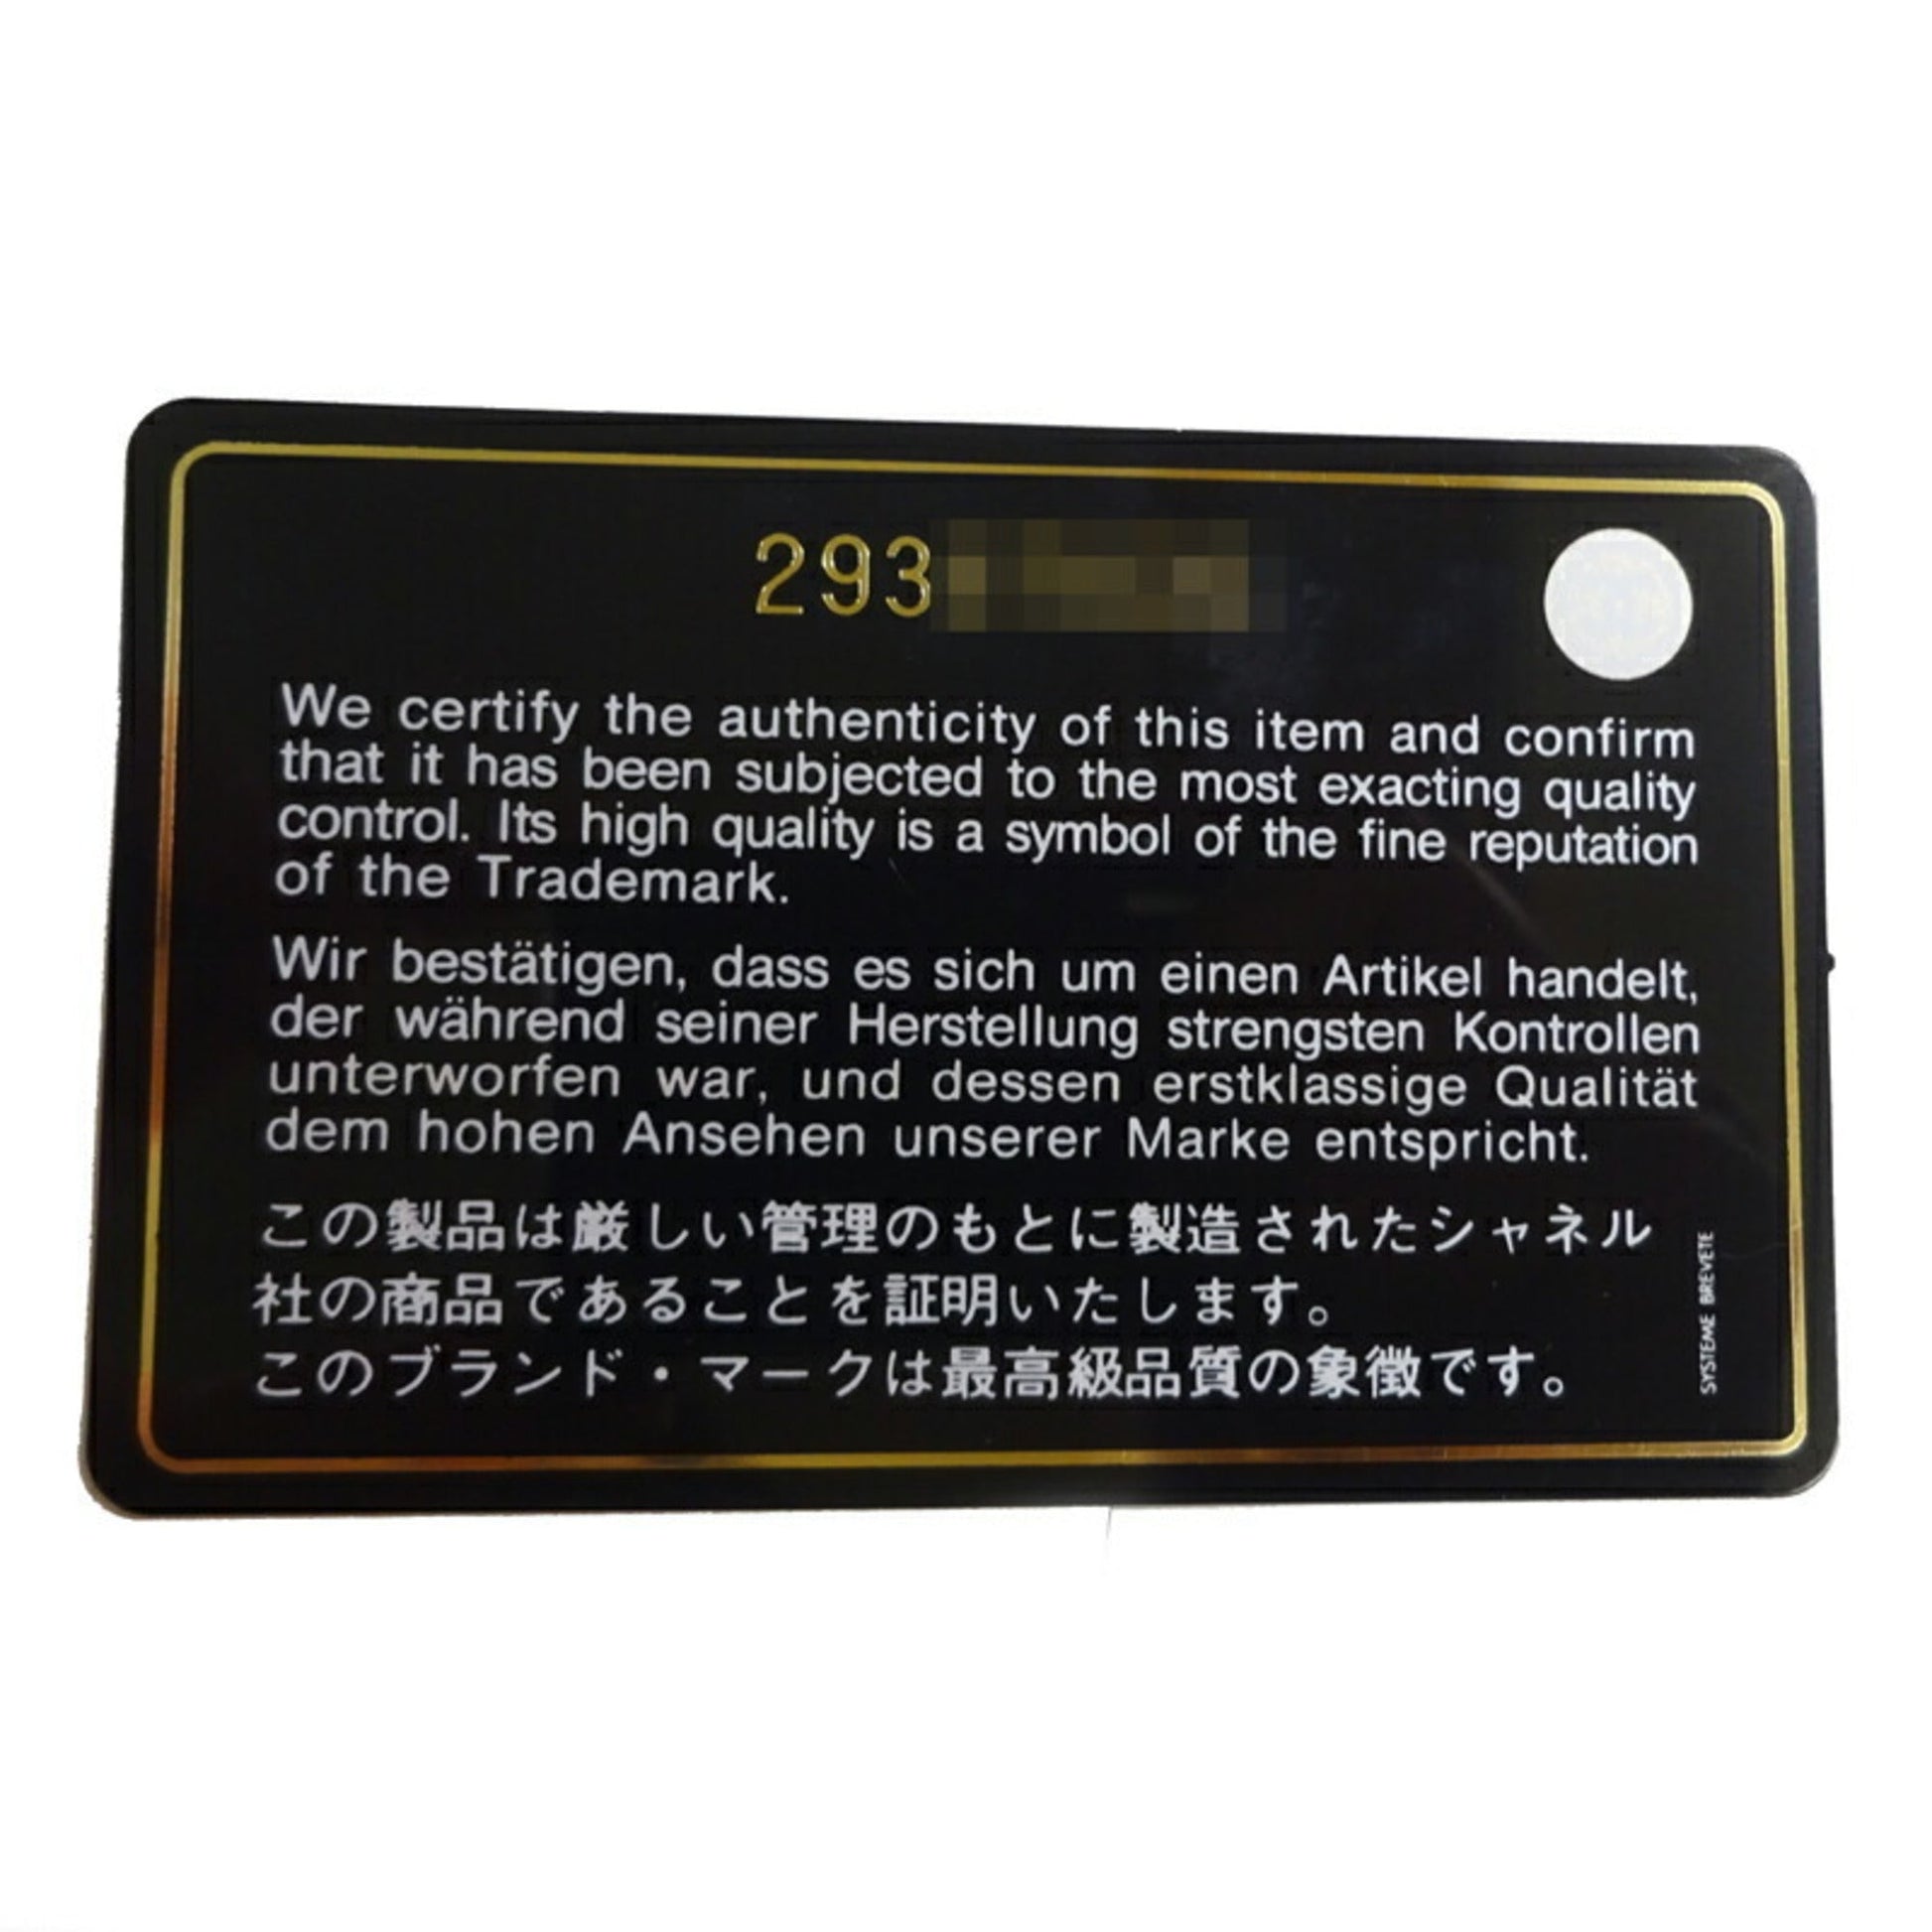 293
We certify the authenticity of this item and confirm
that it has been subjected to the most exacting quality
control. Its high quality is a symbol of the fine reputation
of the Trademark.
Wir bestätigen, dass es sich um einen Artikel handelt,
der während seiner Herstellung strengsten Kontrollen
unterworfen war, und dessen erstklassige Qualität
dem hohen Ansehen unserer Marke entspricht.
この製品は厳しい管理のもとに製造されたシャネル
社の商品であることを証明いたします。
このブランド・マークは最高級品質の象徴です。
SYSTEME BREVETE